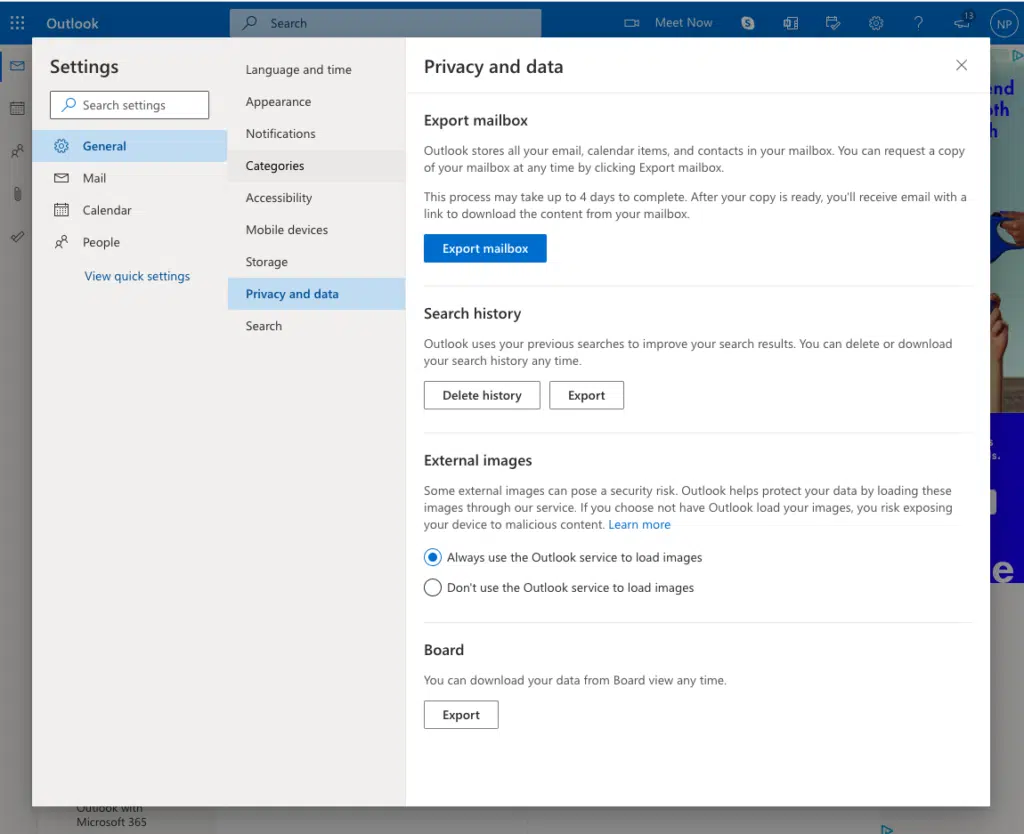 Outlook
Search
Meet Now
13
NP
Settings
Search settings
General
Mail
Calendar
People
View quick settings
Language and time
Appearance
Notifications
Categories
Accessibility
Mobile devices
Storage
Privacy and data
Search
Privacy and data
Export mailbox
Outlook stores all your email, calendar items, and contacts in your mailbox. You can request a copy
of your mailbox at any time by clicking Export mailbox.
This process may take up to 4 days to complete. After your copy is ready, you'll receive email with a
link to download the content from your mailbox.
Export mailbox
Search history
Outlook uses your previous searches to improve your search results. You can delete or download
your search history any time.
Delete history
Export
External images
Some external images can pose a security risk. Outlook helps protect your data by loading these
images through our service. If you choose not have Outlook load your images, you risk exposing
your device to malicious content. Learn more
Always use the Outlook service to load images
Don't use the Outlook service to load images
Board
You can download your data from Board view any time.
Export
Outlook with
Microsoft 365